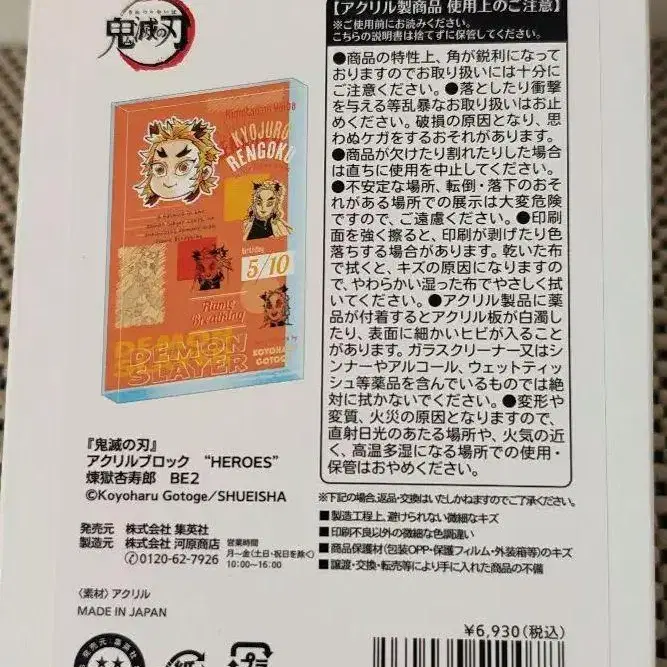 鬼滅の刃
KYOJURO
RENGOKU
Birthday
5/10
Flame
Breathing
DEMON
SLAYER
KOYOHARU
GOTOGE
『鬼滅の刃』
アクリルブロック “HEROES”
煉獄杏寿郎 BE2
©Koyoharu Gotoge/SHUEISHA
発売元 株式会社 集英社
製造元 株式会社 河原商店
0120-62-7926
営業時間
月～金(土・日・祝日を除く)
10:00～16:00
〈素材〉アクリル
MADE IN JAPAN
【アクリル製商品 使用上のご注意】
※ご使用前にお読みください。
こちらの説明書は捨てずに保管してください。
●商品の特性上、角が鋭利になって
おりますのでお取り扱いには十分に
ご注意ください。●落としたり衝撃
を与える等乱暴なお取り扱いはお止
めください。破損の原因となり、思
わぬケガをするおそれがあります。
●商品が欠けたり割れたりした場合
は直ちに使用を中止してください。
●不安定な場所、転倒・落下のおそ
れがある場所での展示は大変危険
ですので、ご遠慮ください。●印刷
面を強く擦ると、印刷が剥げたり色
落ちする場合があります。乾いた布
で拭くと、キズの原因になりますの
で、やわらかい湿った布でやさしく拭
いてください。●アクリル製品に薬
品が付着するとアクリル板が白濁し
たり、表面に細かいヒビが入ること
があります。ガラスクリーナー又はシ
ンナーやアルコール、ウェットティッ
シュ等薬品を含んでいるものでは絶
対に拭かないでください。●変形や
変質、火災の原因となりますので、
直射日光のあたる場所や、火気の近
く、高温多湿になる場所での使用・
保管はおやめください。
※下記の場合、返品・交換はいたしかねますのでご了承ください。
■製造工程上、避けられない微細なキズ
■印刷不良以外の微細な色調違い
■商品保護材(包装OPP・保護フィルム・外装箱等)のキズ
■譲渡・交換・転売等により手に入れた商品の不備
¥6,930(税込)